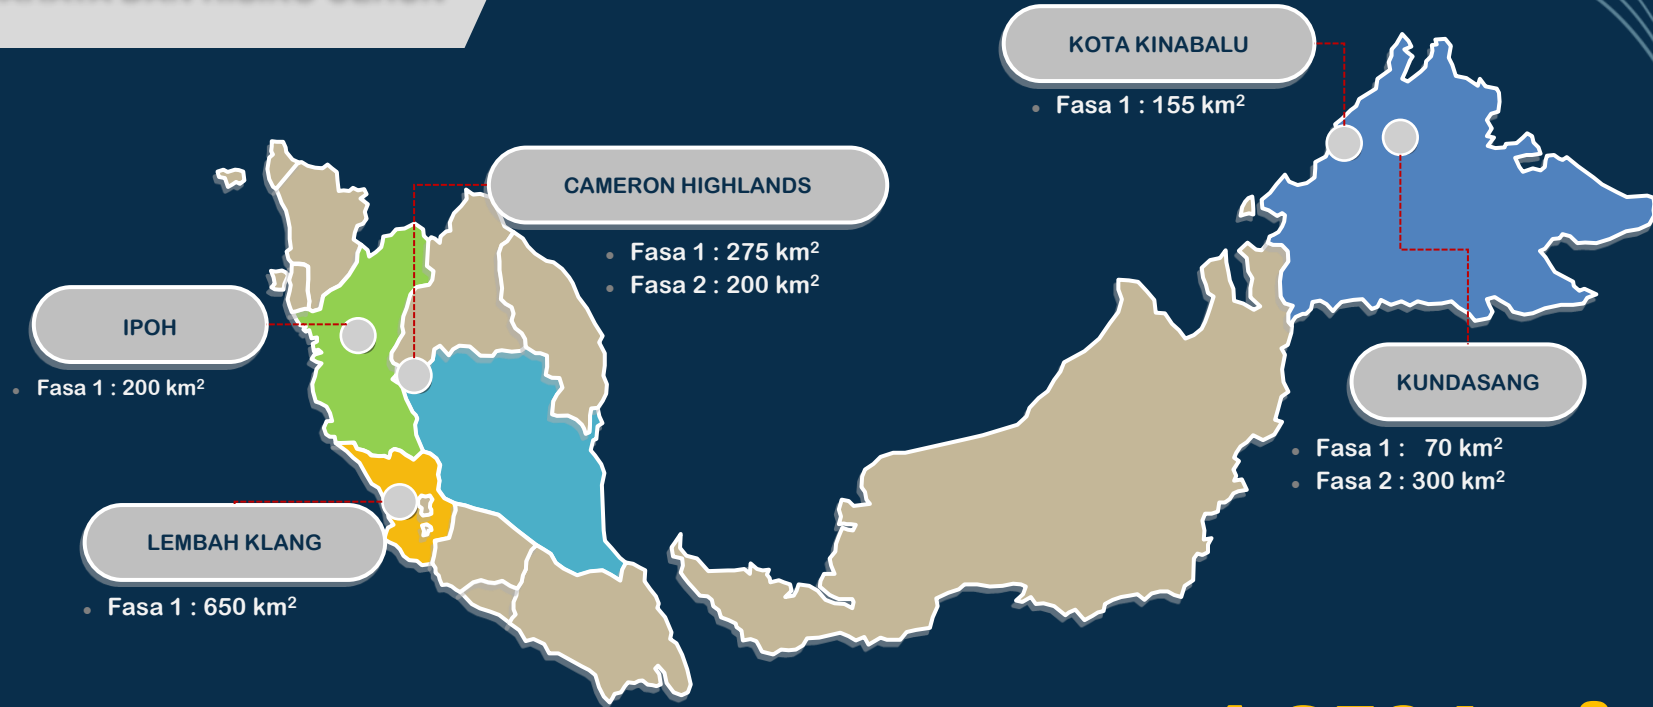 KOTA KINABALU
• Fasa 1 : 155 km²
CAMERON HIGHLANDS
• Fasa 1 : 275 km²
• Fasa 2 : 200 km²
IPOH
• Fasa 1 : 200 km²
KUNDASANG
• Fasa 1 : 70 km²
• Fasa 2 : 300 km²
LEMBAH KLANG
• Fasa 1 : 650 km²